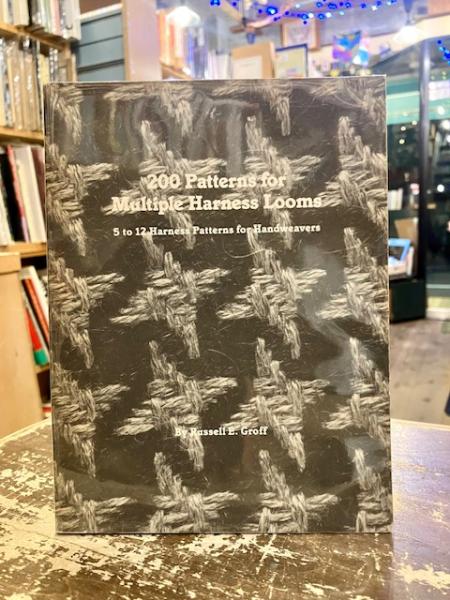 200 Patterns for
Multiple Harness Looms
5 to 12 Harness Patterns for Handweavers
By Russell E. Groff